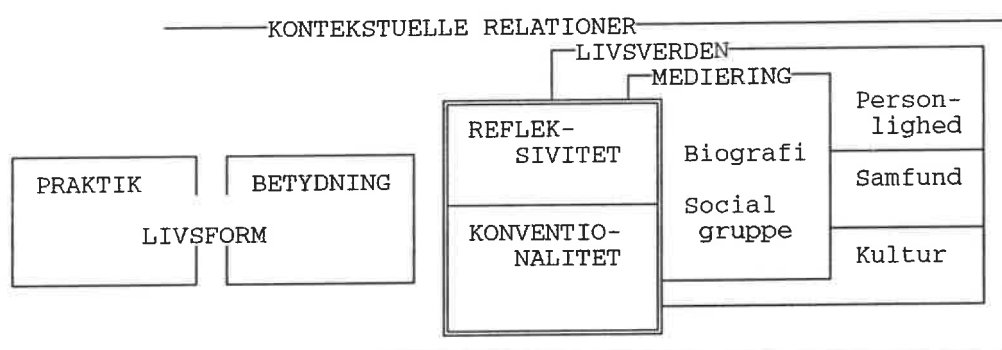 KONTEKSTUELLE RELATIONER
LIVSVERDEN
MEDIERING
PRAKTIK
BETYDNING
LIVSFORM
REFLEK-
SIVITET
KONVENTIO-
NALITET
Biografi
Social
gruppe
Person-
lighed
Samfund
Kultur